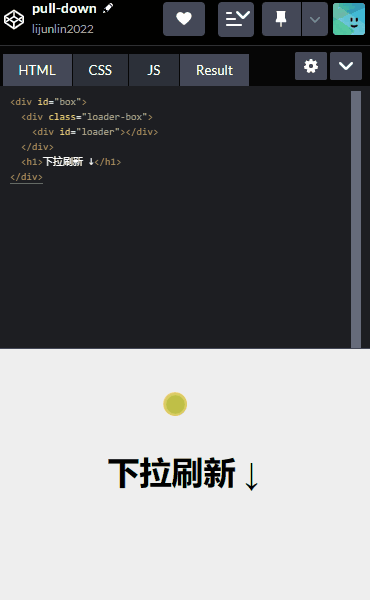 pull-down
lijunlin2022
HTML
CSS
JS
Result
<div id="box">
<div class="loader-box">
<div id="loader"></div>
</div>
<h1>下拉刷新 ↓</h1>
</div>
下拉刷新 ↓